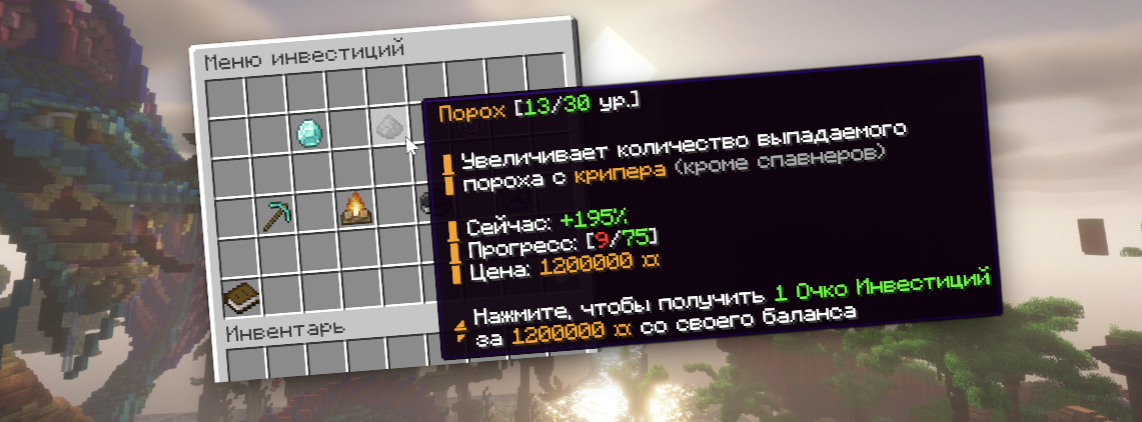 Меню инвестиций
Порох [13/30 ур.]
Увеличивает количество выпадаемого
пороха с крипера (кроме спавнеров)
Сейчас: +195%
Прогресс: [9/75]
Цена: 1200000 ¤
Нажмите, чтобы получить 1 Очко Инвестиций
за 1200000 ¤ со своего баланса
Инвентарь